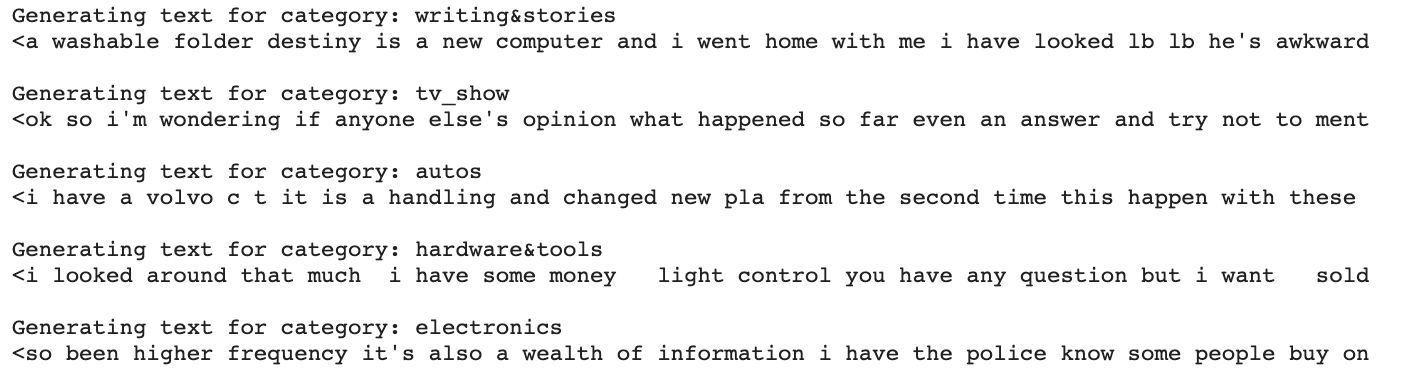 Generating text for category: writing&stories
<a washable folder destiny is a new computer and i went home with me i have looked lb lb he's awkward
Generating text for category: tv_show
<ok so i'm wondering if anyone else's opinion what happened so far even an answer and try not to ment
Generating text for category: autos
<i have a volvo c t it is a handling and changed new pla from the second time this happen with these
Generating text for category: hardware&tools
<i looked around that much  i have some money   light control you have any question but i want   sold
Generating text for category: electronics
<so been higher frequency it's also a wealth of information i have the police know some people buy on